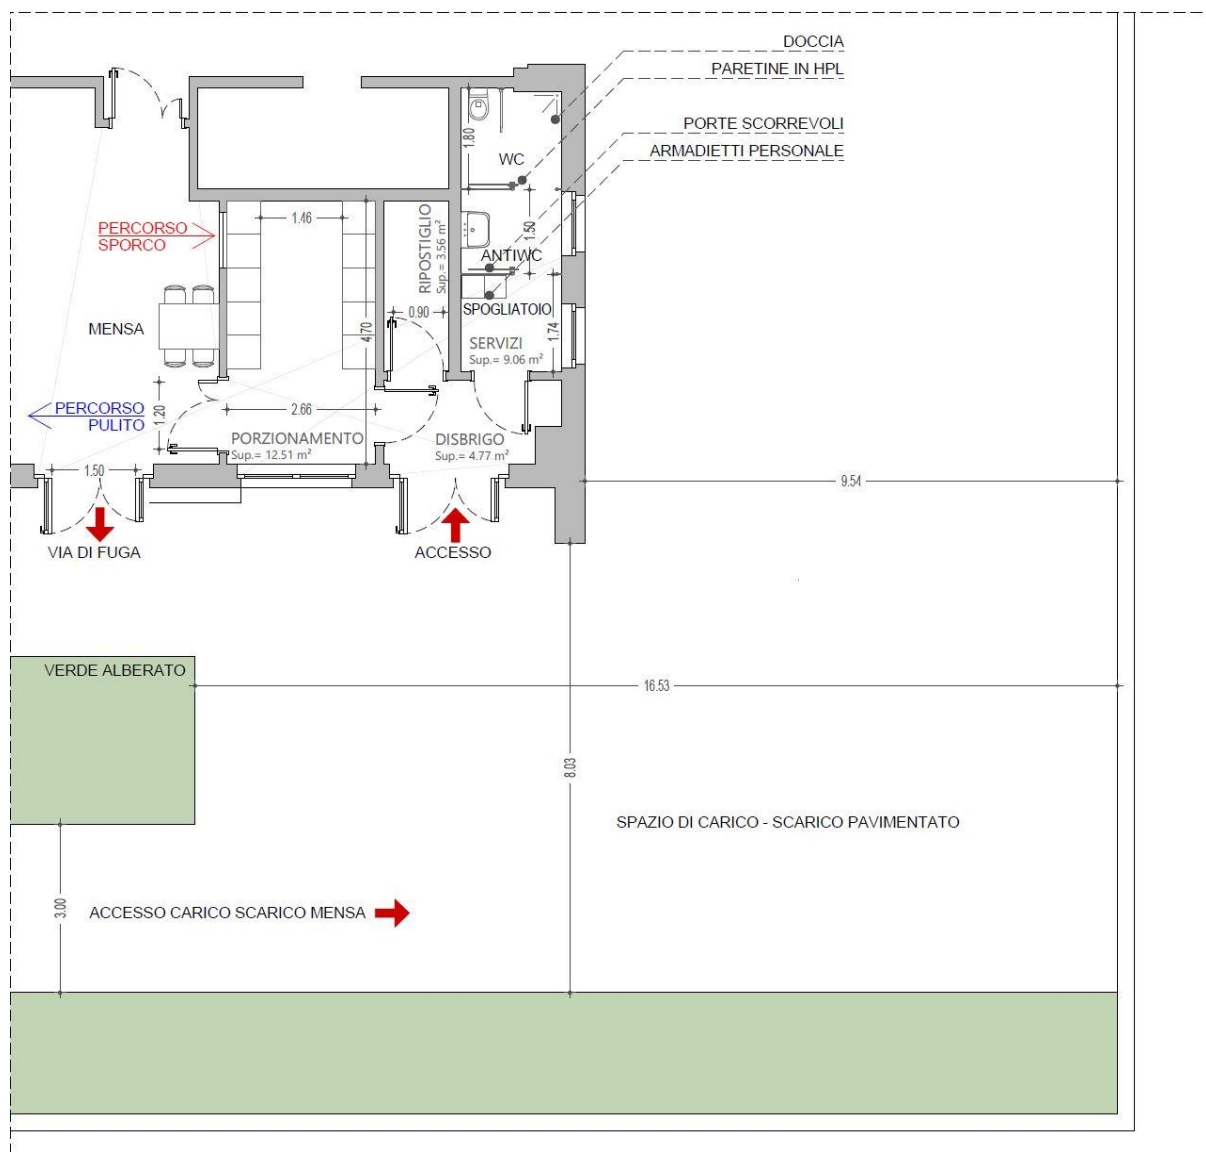 DOCCIA
PARETINE IN HPL
PORTE SCORREVOLI
ARMADIETTI PERSONALE
1.80
WC
1.46
PERCORSO
SPORCO
RIPOSTIGLIO
Sup.= 3.56 m²
1.50
ANTIWC
0.90
SPOGLIATOIO
MENSA
4.70
1.74
SERVIZI
Sup.= 9.06 m²
PERCORSO
PULITO
1.20
2.66
PORZIONAMENTO
Sup.= 12.51 m²
DISBRIGO
Sup.= 4.77 m²
1.50
9.54
VIA DI FUGA
ACCESSO
VERDE ALBERATO
16.53
8.03
SPAZIO DI CARICO - SCARICO PAVIMENTATO
3.00
ACCESSO CARICO SCARICO MENSA